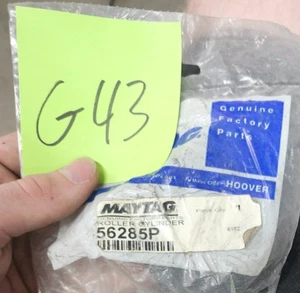 G43
Genuine
Factory
Parts
HOOVER
MAYTAG
1
ROLLER CYLINDER
56285P